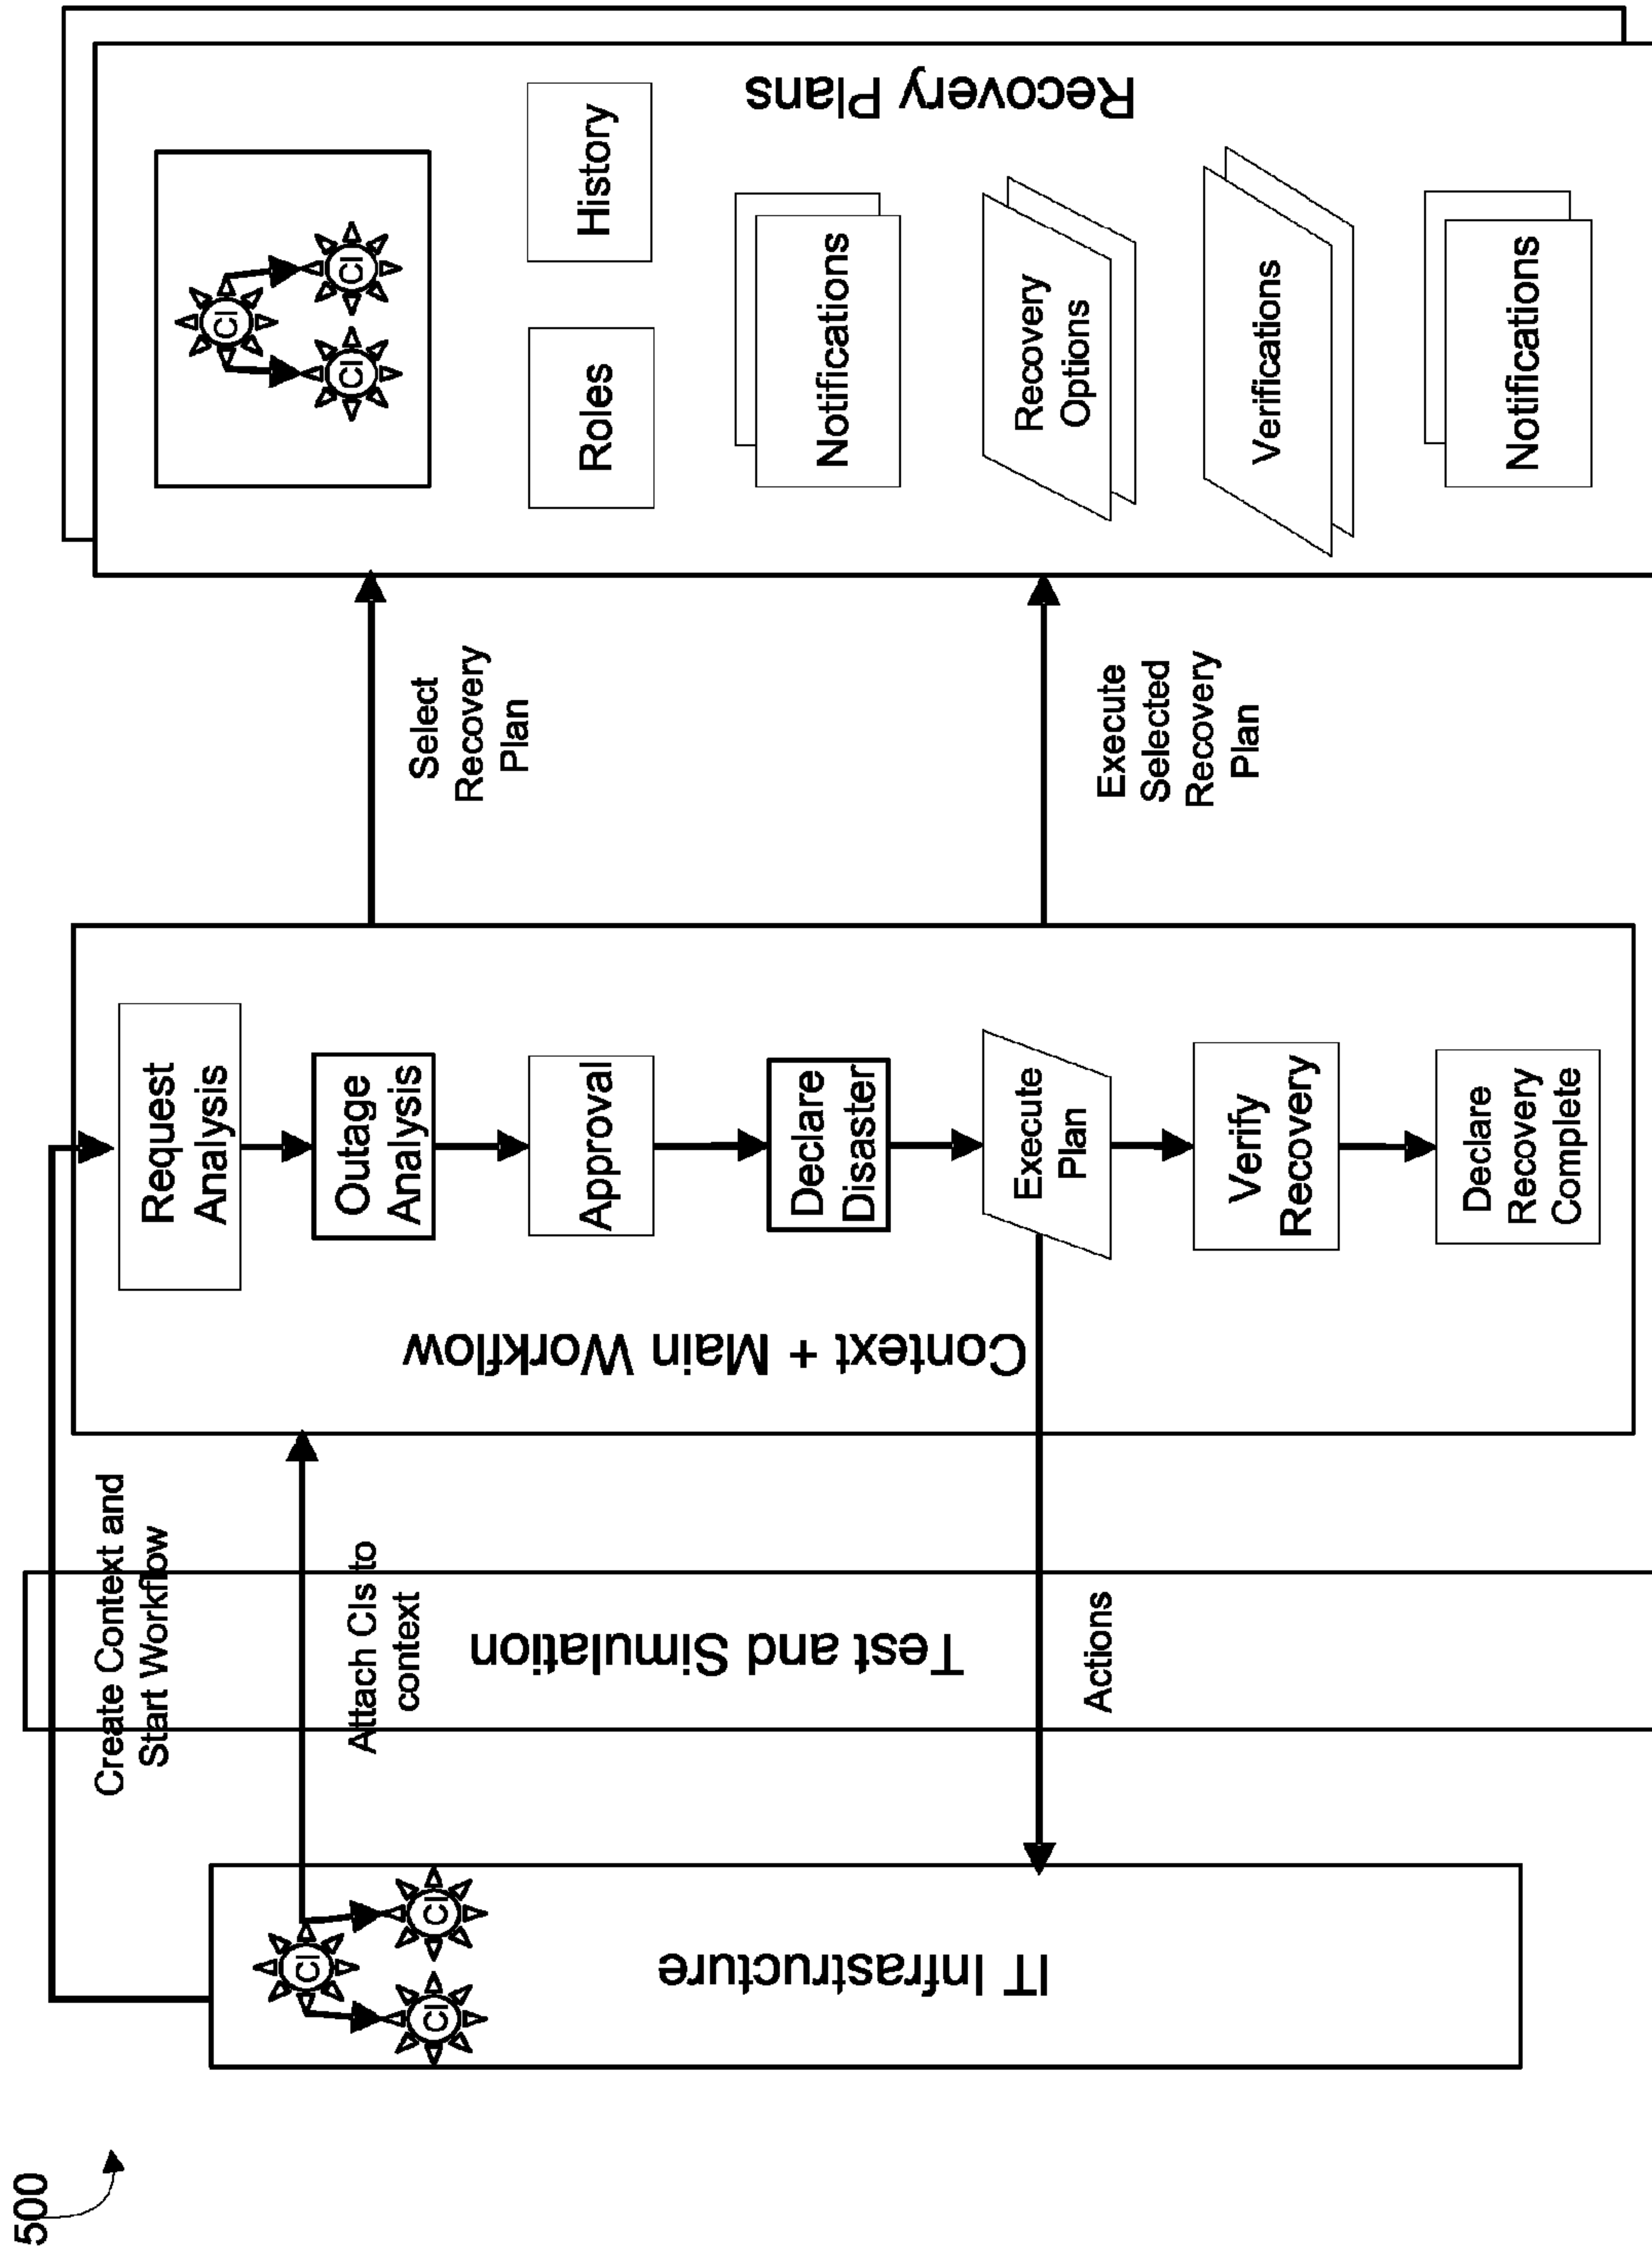 500
IT Infrastructure
CI
CI
CI
Create Context and
Start Workflow
Attach CIs to
context
Test and Simulation
Actions
Context + Main Workflow
Request
Analysis
Outage
Analysis
Approval
Declare
Disaster
Execute
Plan
Verify
Recovery
Declare
Recovery
Complete
Select
Recovery
Plan
Execute
Selected
Recovery
Plan
CI
CI
CI
Roles
History
Notifications
Recovery
Options
Verifications
Notifications
Recovery Plans